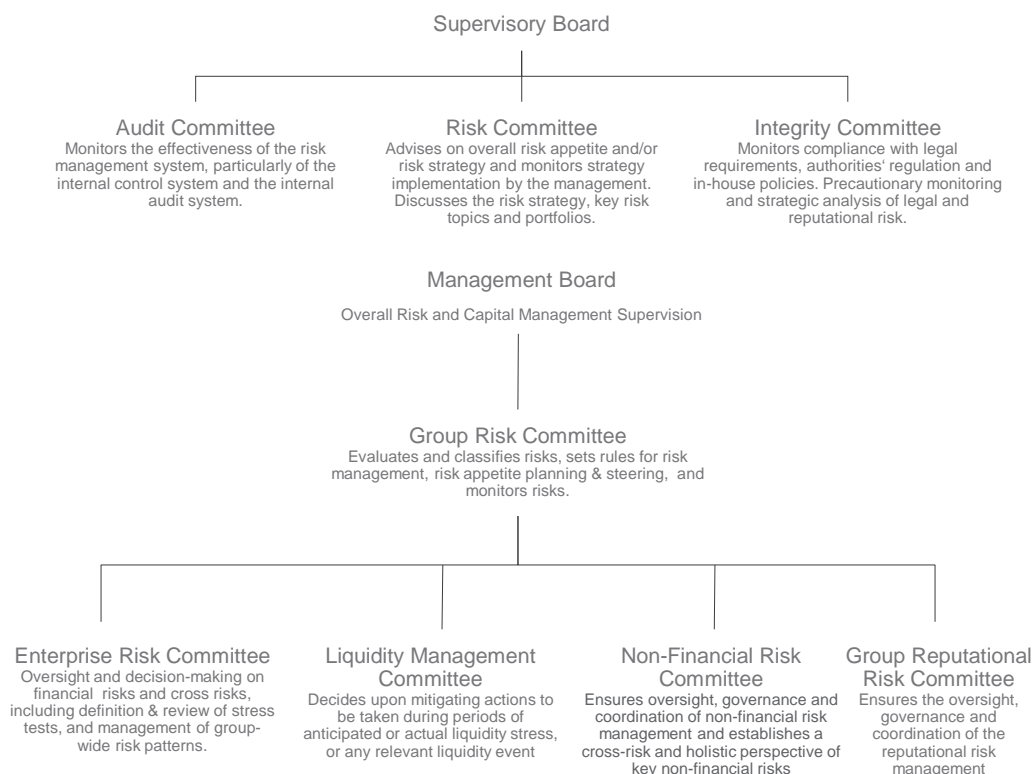 Supervisory Board
Audit Committee
Monitors the effectiveness of the risk
management system, particularly of the
internal control system and the internal
audit system.
Risk Committee
Advises on overall risk appetite and/or
risk strategy and monitors strategy
implementation by the management.
Discusses the risk strategy, key risk
topics and portfolios.
Integrity Committee
Monitors compliance with legal
requirements, authorities‘ regulation and
in-house policies. Precautionary monitoring
and strategic analysis of legal and
reputational risk.
Management Board
Overall Risk and Capital Management Supervision
Group Risk Committee
Evaluates and classifies risks, sets rules for risk
management, risk appetite planning & steering, and
monitors risks.
Enterprise Risk Committee
Oversight and decision-making on
financial risks and cross risks,
including definition & review of stress
tests, and management of group-
wide risk patterns.
Liquidity Management
Committee
Decides upon mitigating actions to
be taken during periods of
anticipated or actual liquidity stress,
or any relevant liquidity event
Non-Financial Risk
Committee
Ensures oversight, governance and
coordination of non-financial risk
management and establishes a
cross-risk and holistic perspective of
key non-financial risks
Group Reputational
Risk Committee
Ensures the oversight,
governance and
coordination of the
reputational risk
management